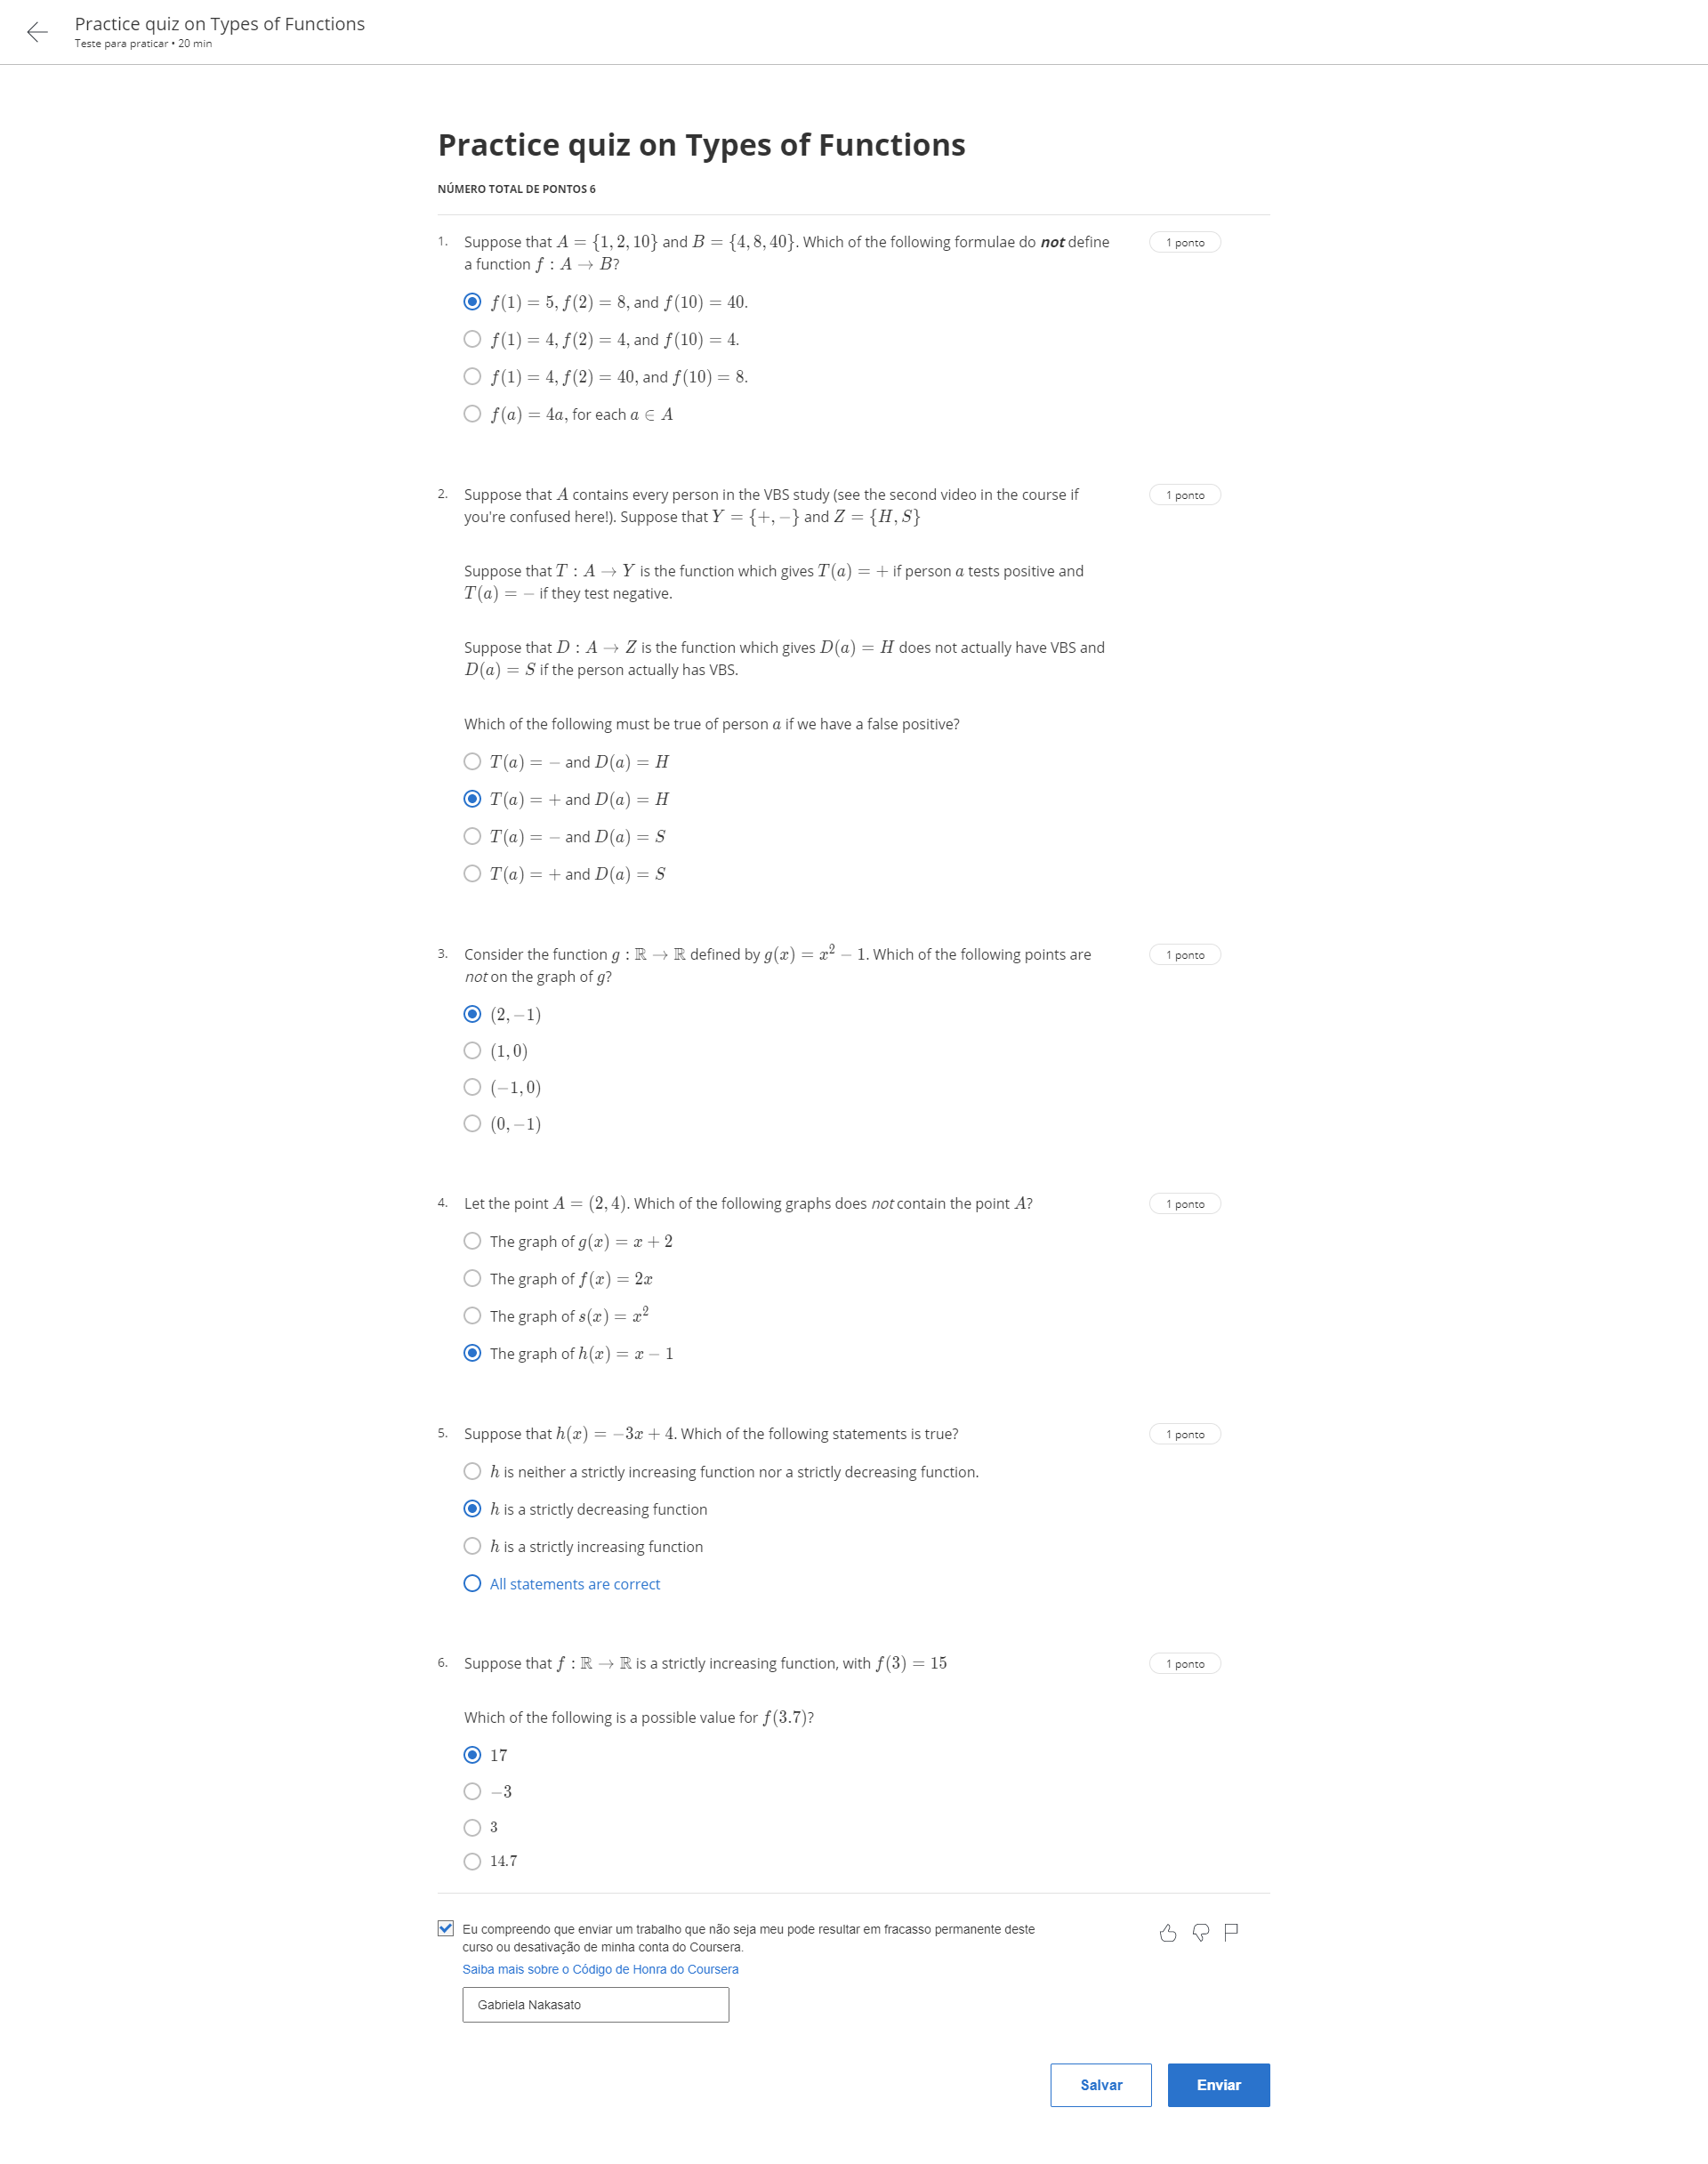 Practice quiz on Types of Functions
Teste para praticar • 20 min
Practice quiz on Types of Functions
NÚMERO TOTAL DE PONTOS 6
1. Suppose that A = {1, 2, 10} and B = {4, 8, 40}. Which of the following formulae do not define 1 ponto
a function f : A → B?
f(1) = 5, f(2) = 8, and f(10) = 40.
f(1) = 4, f(2) = 4, and f(10) = 4.
f(1) = 4, f(2) = 40, and f(10) = 8.
f(a) = 4a, for each a ∈ A
2. Suppose that A contains every person in the VBS study (see the second video in the course if 1 ponto
you're confused here!). Suppose that Y = {+, −} and Z = {H, S}
Suppose that T : A → Y is the function which gives T(a) = + if person a tests positive and
T(a) = − if they test negative.
Suppose that D : A → Z is the function which gives D(a) = H does not actually have VBS and
D(a) = S if the person actually has VBS.
Which of the following must be true of person a if we have a false positive?
T(a) = − and D(a) = H
T(a) = + and D(a) = H
T(a) = − and D(a) = S
T(a) = + and D(a) = S
3. Consider the function g : ℝ → ℝ defined by g(x) = x² − 1. Which of the following points are 1 ponto
not on the graph of g?
(2, −1)
(1, 0)
(−1, 0)
(0, −1)
4. Let the point A = (2, 4). Which of the following graphs does not contain the point A? 1 ponto
The graph of g(x) = x + 2
The graph of f(x) = 2x
The graph of s(x) = x²
The graph of h(x) = x − 1
5. Suppose that h(x) = −3x + 4. Which of the following statements is true? 1 ponto
h is neither a strictly increasing function nor a strictly decreasing function.
h is a strictly decreasing function
h is a strictly increasing function
All statements are correct
6. Suppose that f : ℝ → ℝ is a strictly increasing function, with f(3) = 15 1 ponto
Which of the following is a possible value for f(3.7)?
17
−3
3
14.7
Eu compreendo que enviar um trabalho que não seja meu pode resultar em fracasso permanente deste
curso ou desativação de minha conta do Coursera.
Saiba mais sobre o Código de Honra do Coursera
Gabriela Nakasato
Salvar Enviar